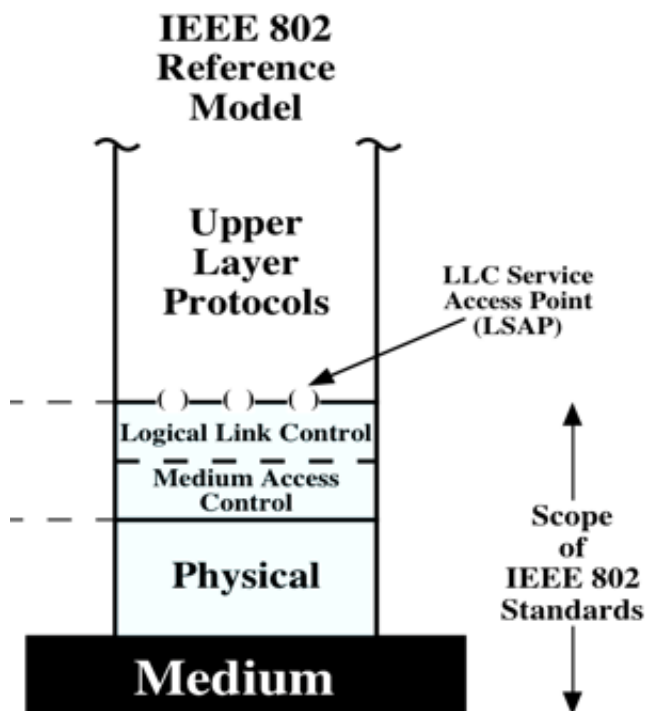 IEEE 802
Reference
Model
Upper
Layer
Protocols
LLC Service
Access Point
(LSAP)
Logical Link Control
Medium Access
Control
Physical
Scope
of
IEEE 802
Standards
Medium